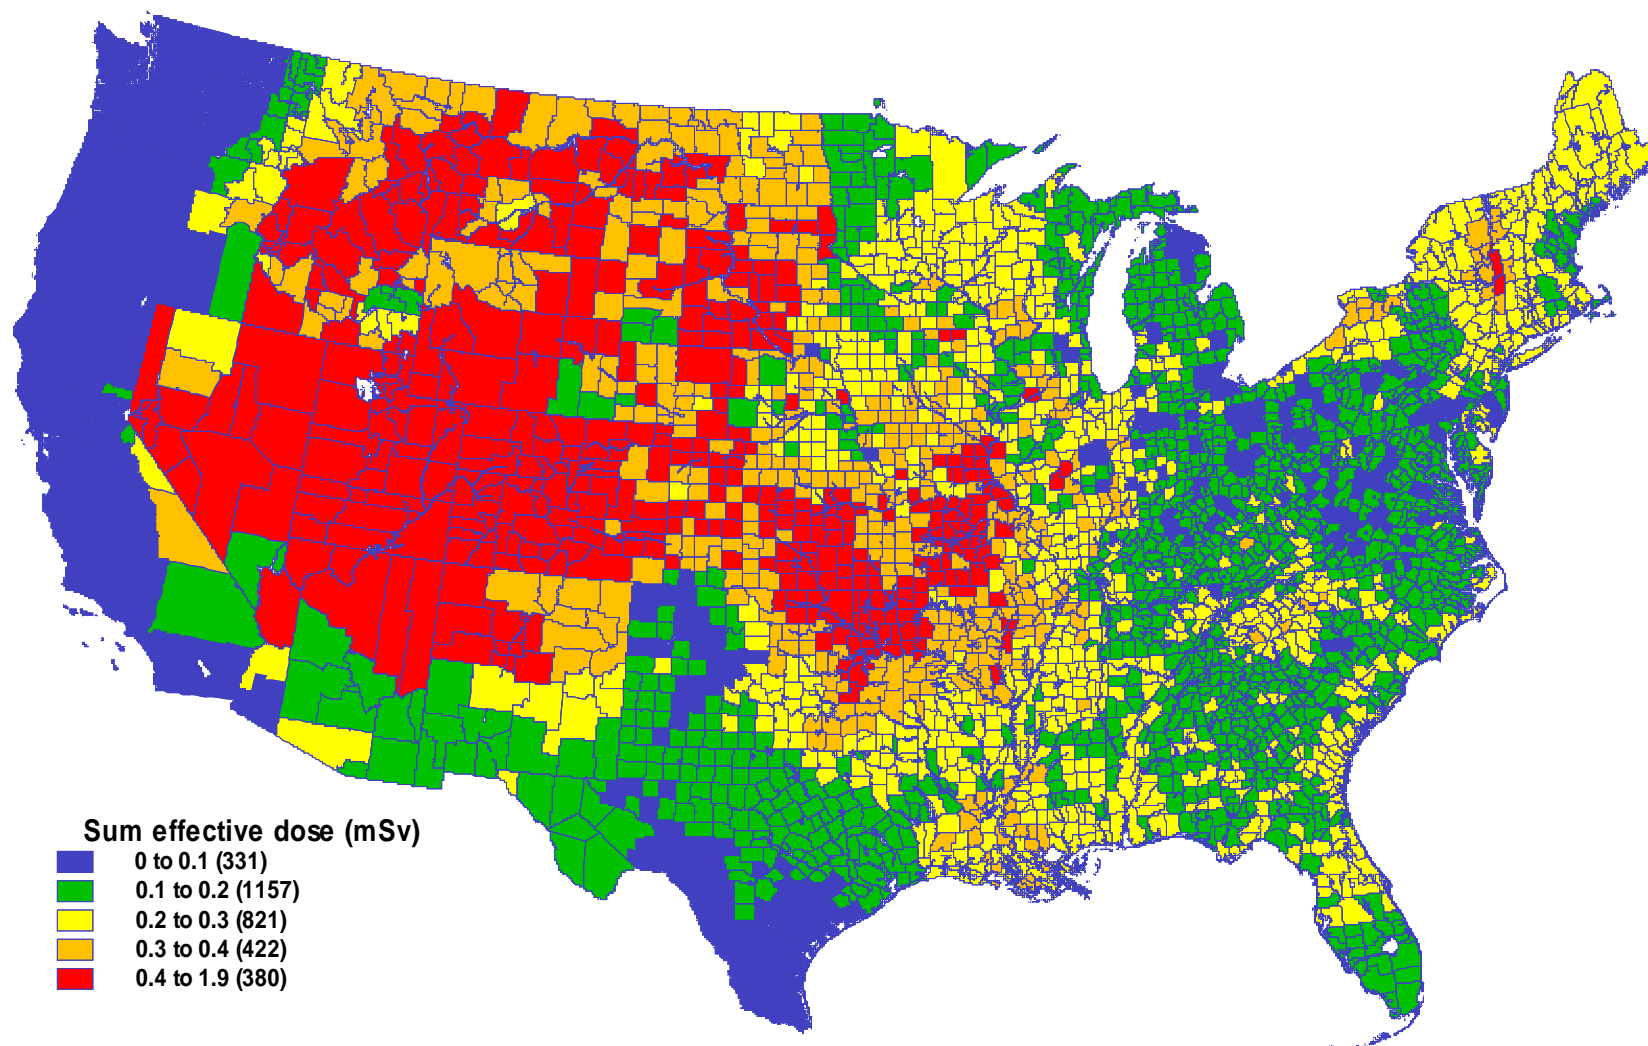 Sum effective dose (mSv)
0 to 0.1 (331)
0.1 to 0.2 (1157)
0.2 to 0.3 (821)
0.3 to 0.4 (422)
0.4 to 1.9 (380)